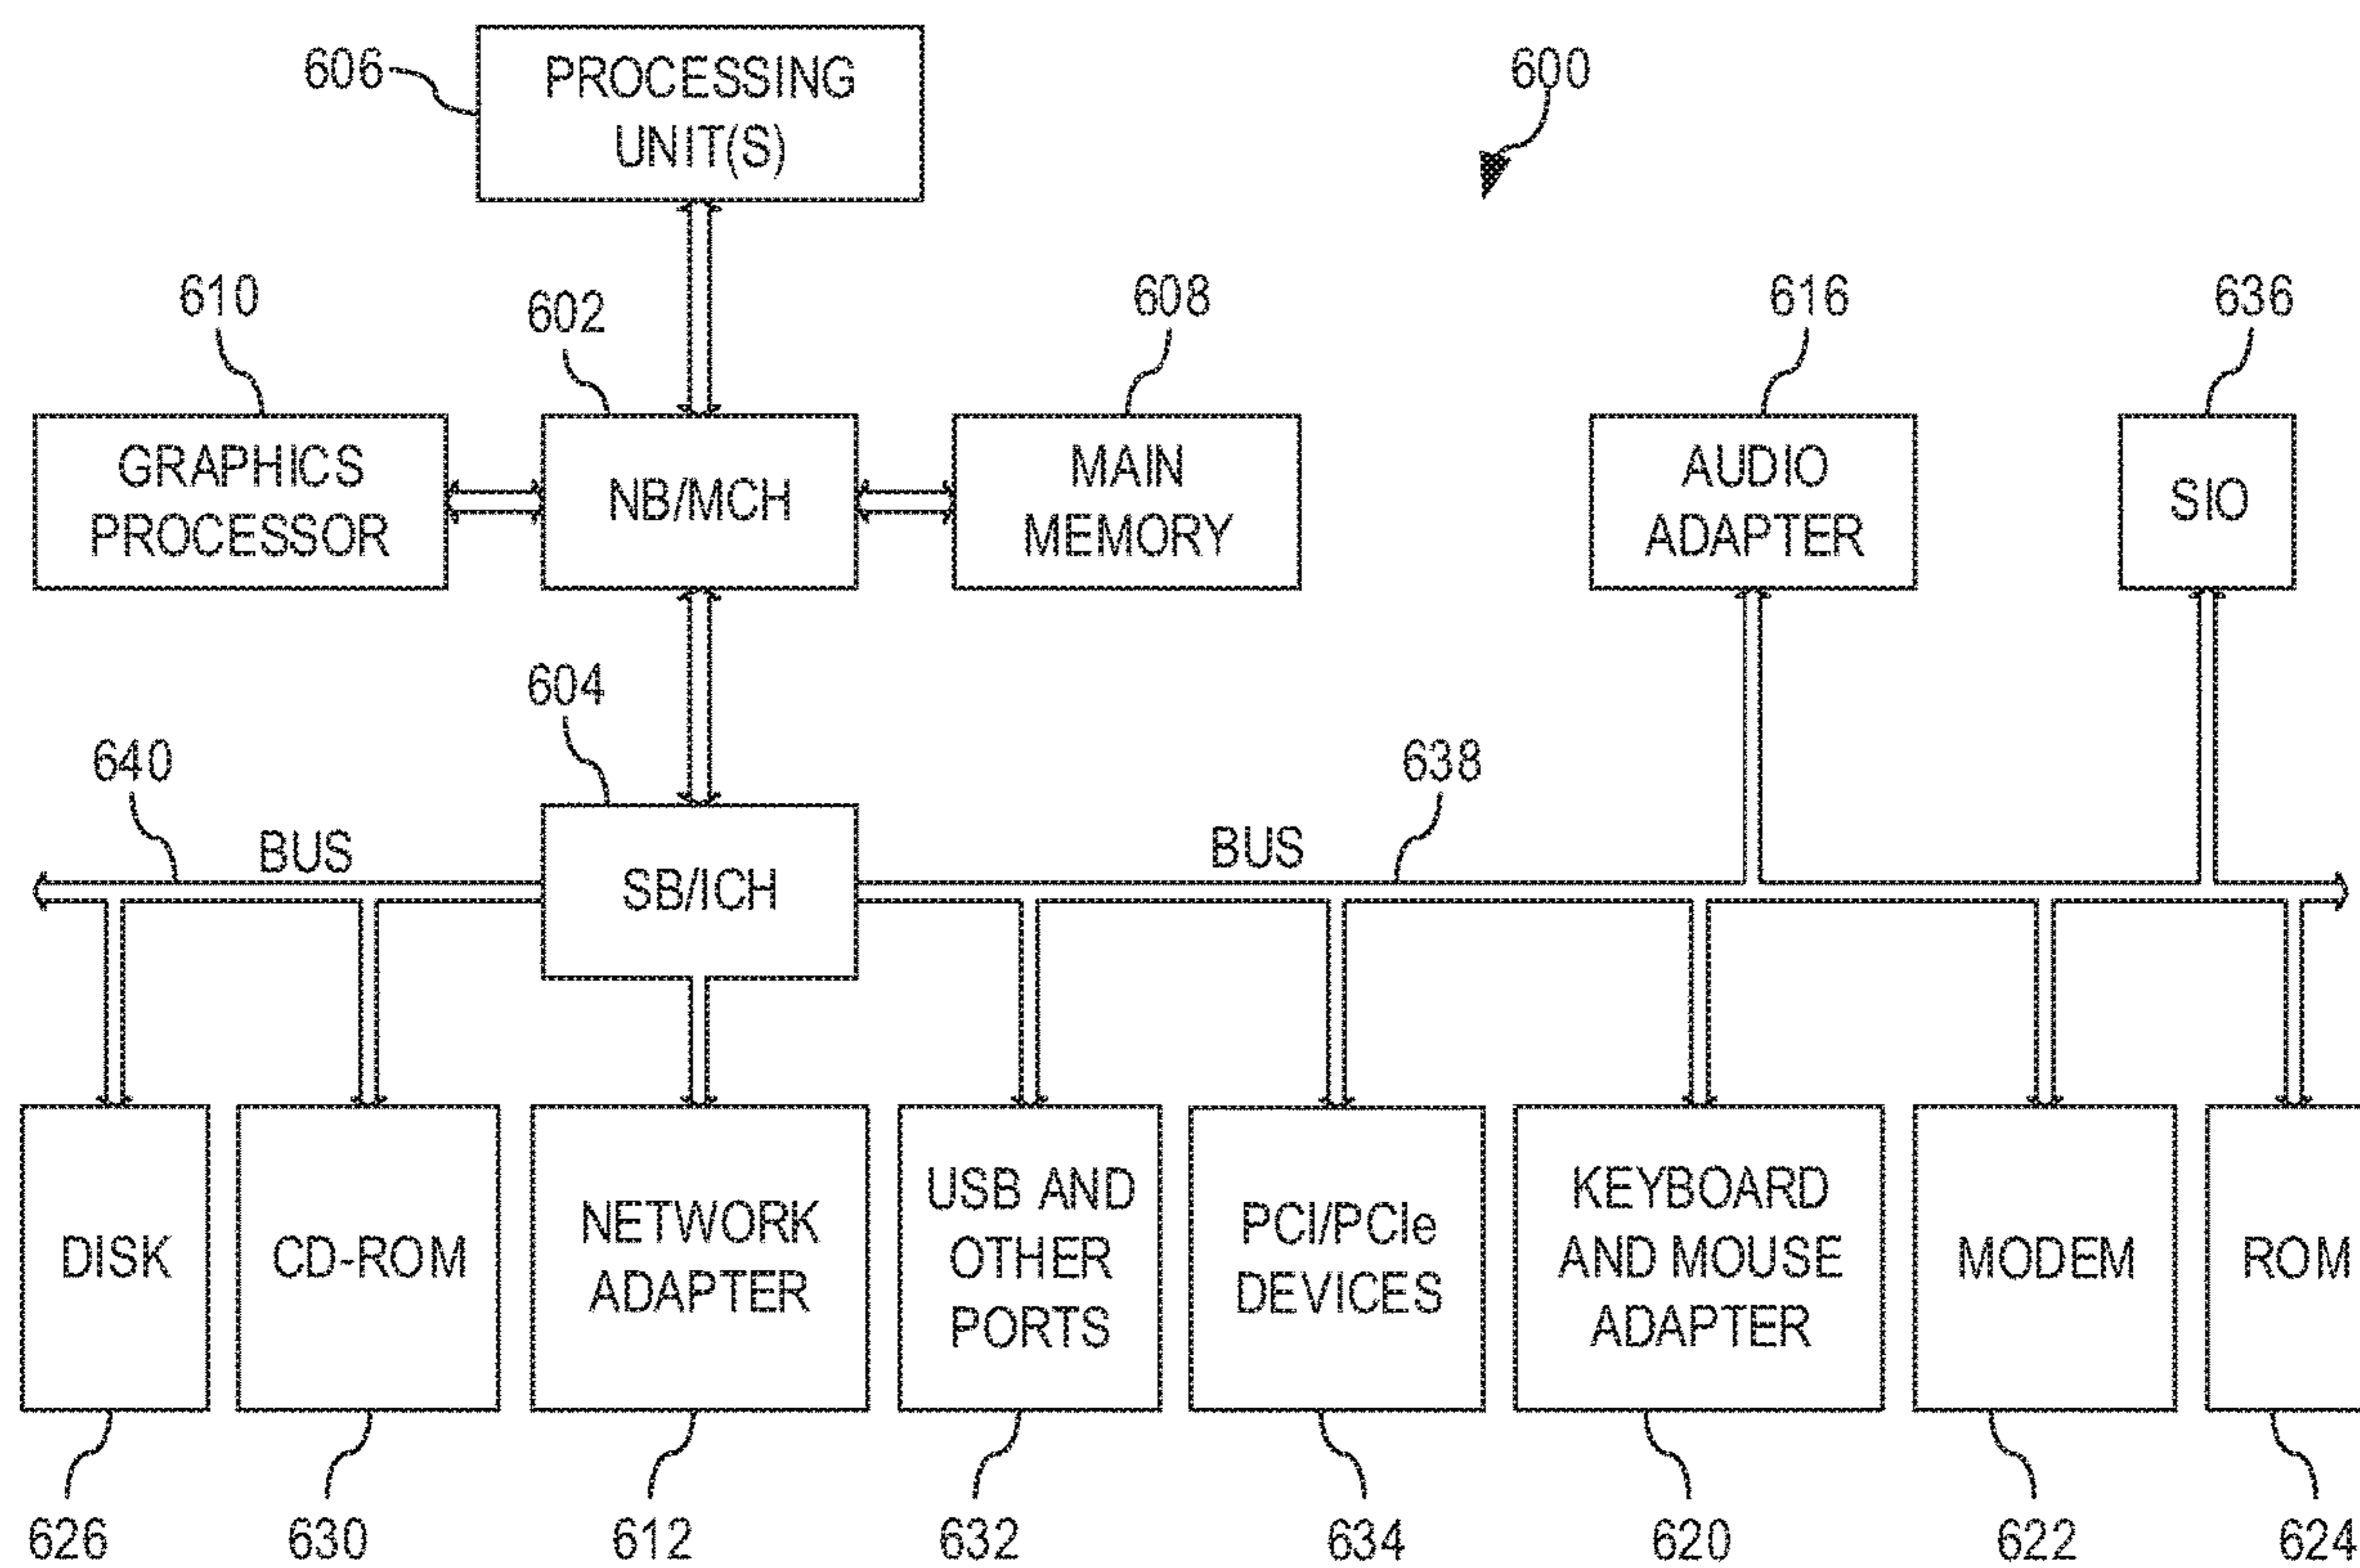 606
PROCESSING
UNIT(S)
600
610
602
608
616
636
GRAPHICS
PROCESSOR
NB/MCH
MAIN
MEMORY
AUDIO
ADAPTER
SIO
604
640
638
BUS
BUS
SB/ICH
DISK
CD-ROM
NETWORK
ADAPTER
USB AND
OTHER
PORTS
PCI/PCIe
DEVICES
KEYBOARD
AND MOUSE
ADAPTER
MODEM
ROM
626
630
612
632
634
620
622
624